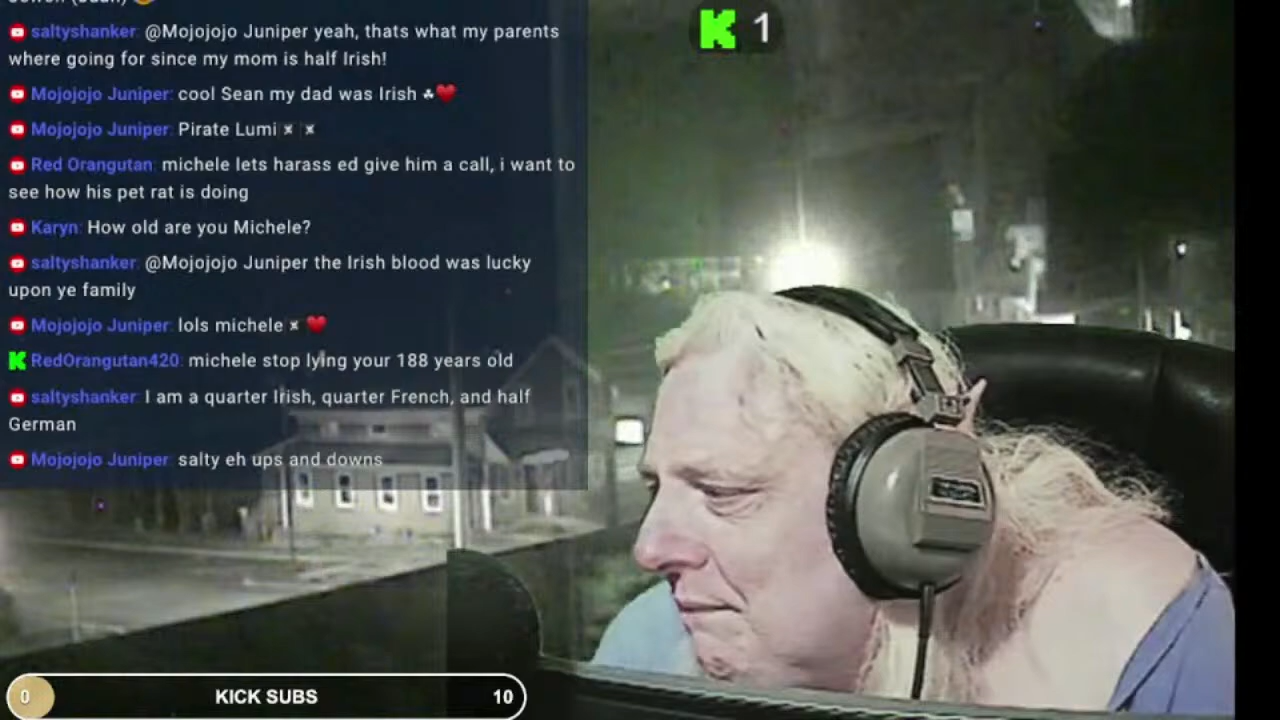 saltyshanker: @Mojojojo Juniper yeah, thats what my parents
where going for since my mom is half Irish!
Mojojojo Juniper: cool Sean my dad was Irish ☘❤️
Mojojojo Juniper: Pirate Lumi
Red Orangutan: michele lets harass ed give him a call, i want to
see how his pet rat is doing
Karyn: How old are you Michele?
saltyshanker: @Mojojojo Juniper the Irish blood was lucky
upon ye family
Mojojojo Juniper: lols michele ❤️
RedOrangutan420: michele stop lying your 188 years old
saltyshanker: I am a quarter Irish, quarter French, and half
German
Mojojojo Juniper: salty eh ups and downs
K 1
0 KICK SUBS 10